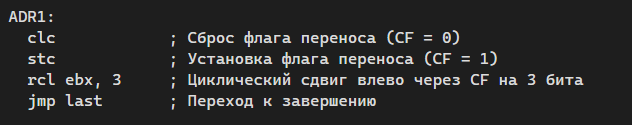 ADR1:
clc ; Сброс флага переноса (CF = 0)
stc ; Установка флага переноса (CF = 1)
rcl ebx, 3 ; Циклический сдвиг влево через CF на 3 бита
jmp last ; Переход к завершению